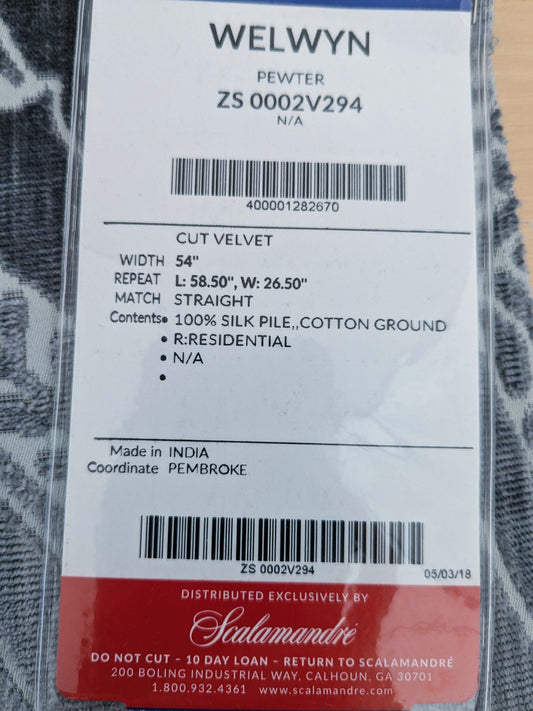 WELWYN
PEWTER
ZS 0002V294
N/A
400001282670
CUT VELVET
WIDTH 54"
REPEAT L: 58.50", W: 26.50"
MATCH STRAIGHT
Contents• 100% SILK PILE,,COTTON GROUND
• R:RESIDENTIAL
• N/A
•
Made in INDIA
Coordinate PEMBROKE
ZS 0002V294
05/03/18
DISTRIBUTED EXCLUSIVELY BY
Scalamandré
DO NOT CUT – 10 DAY LOAN – RETURN TO SCALAMANDRÉ
200 BOLING INDUSTRIAL WAY, CALHOUN, GA 30701
1.800.932.4361 www.scalamandre.com